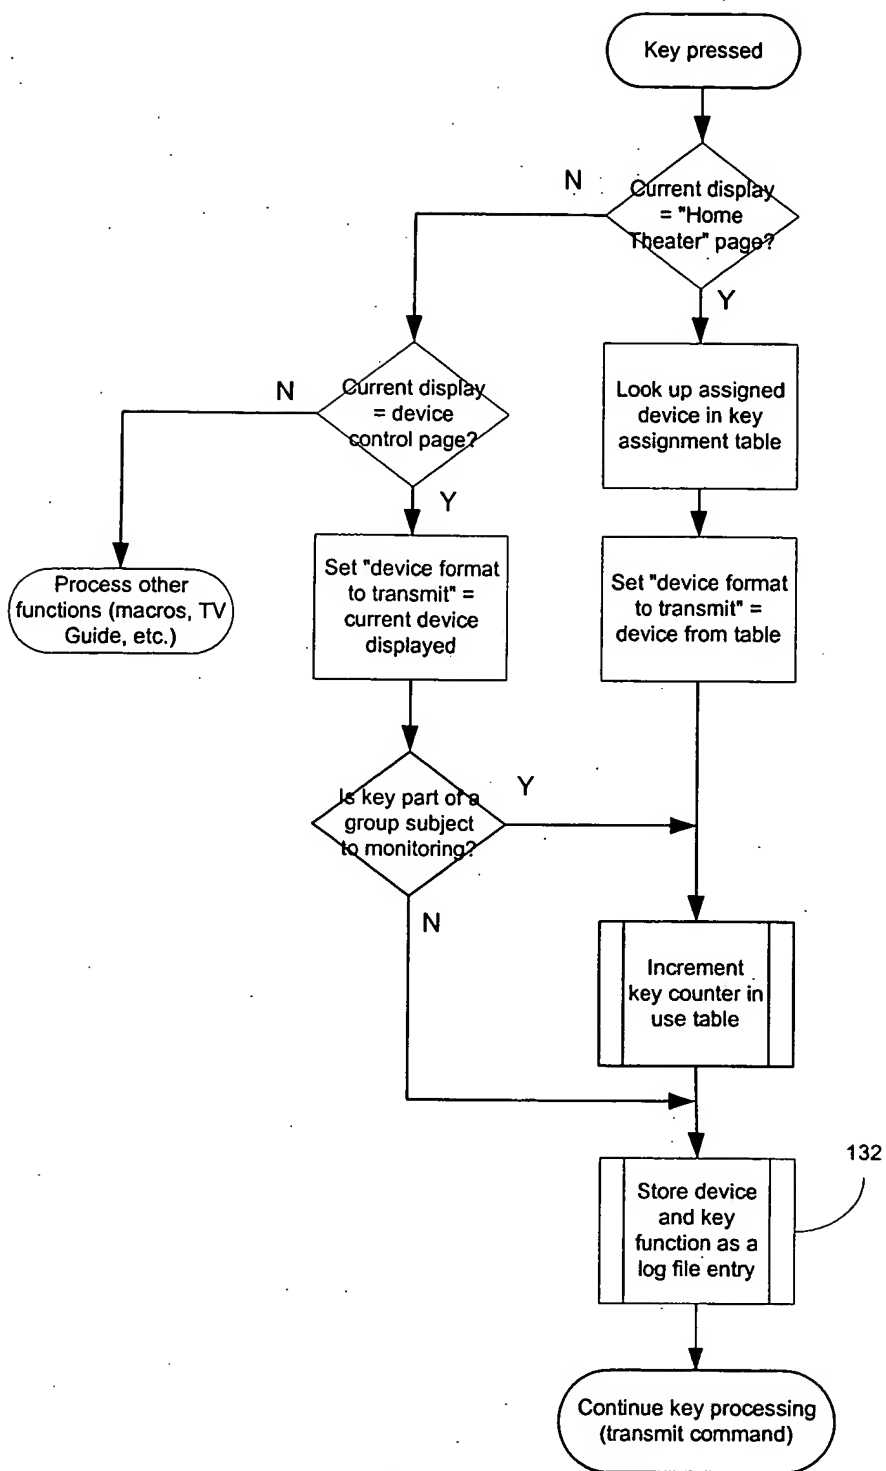 Key pressed
N
Current display
= "Home
Theater" page?
Y
N
Current display
= device
control page?
Look up assigned
device in key
assignment table
Y
Process other
functions (macros, TV
Guide, etc.)
Set "device format
to transmit" =
current device
displayed
Set "device format
to transmit" =
device from table
Is key part of a
group subject
to monitoring?
Y
N
Increment
key counter in
use table
132
Store device
and key
function as a
log file entry
Continue key processing
(transmit command)